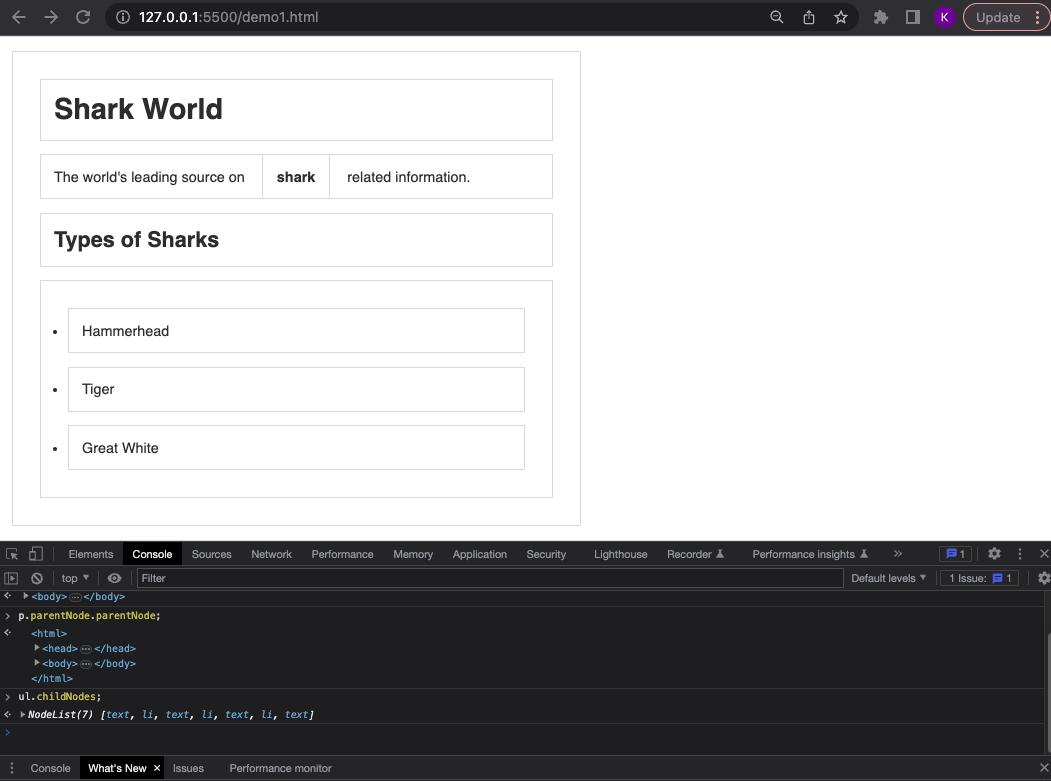 127.0.0.1:5500/demo1.html K Update
Shark World
The world's leading source on shark related information.
Types of Sharks
• Hammerhead
• Tiger
• Great White
Elements Console Sources Network Performance Memory Application Security Lighthouse Recorder Performance insights » 1
top Filter Default levels 1 Issue: 1
<body> … </body>
p.parentNode.parentNode;
<html>
<head> … </head>
<body> … </body>
</html>
ul.childNodes;
NodeList(7) [text, li, text, li, text, li, text]
Console What's New × Issues Performance monitor